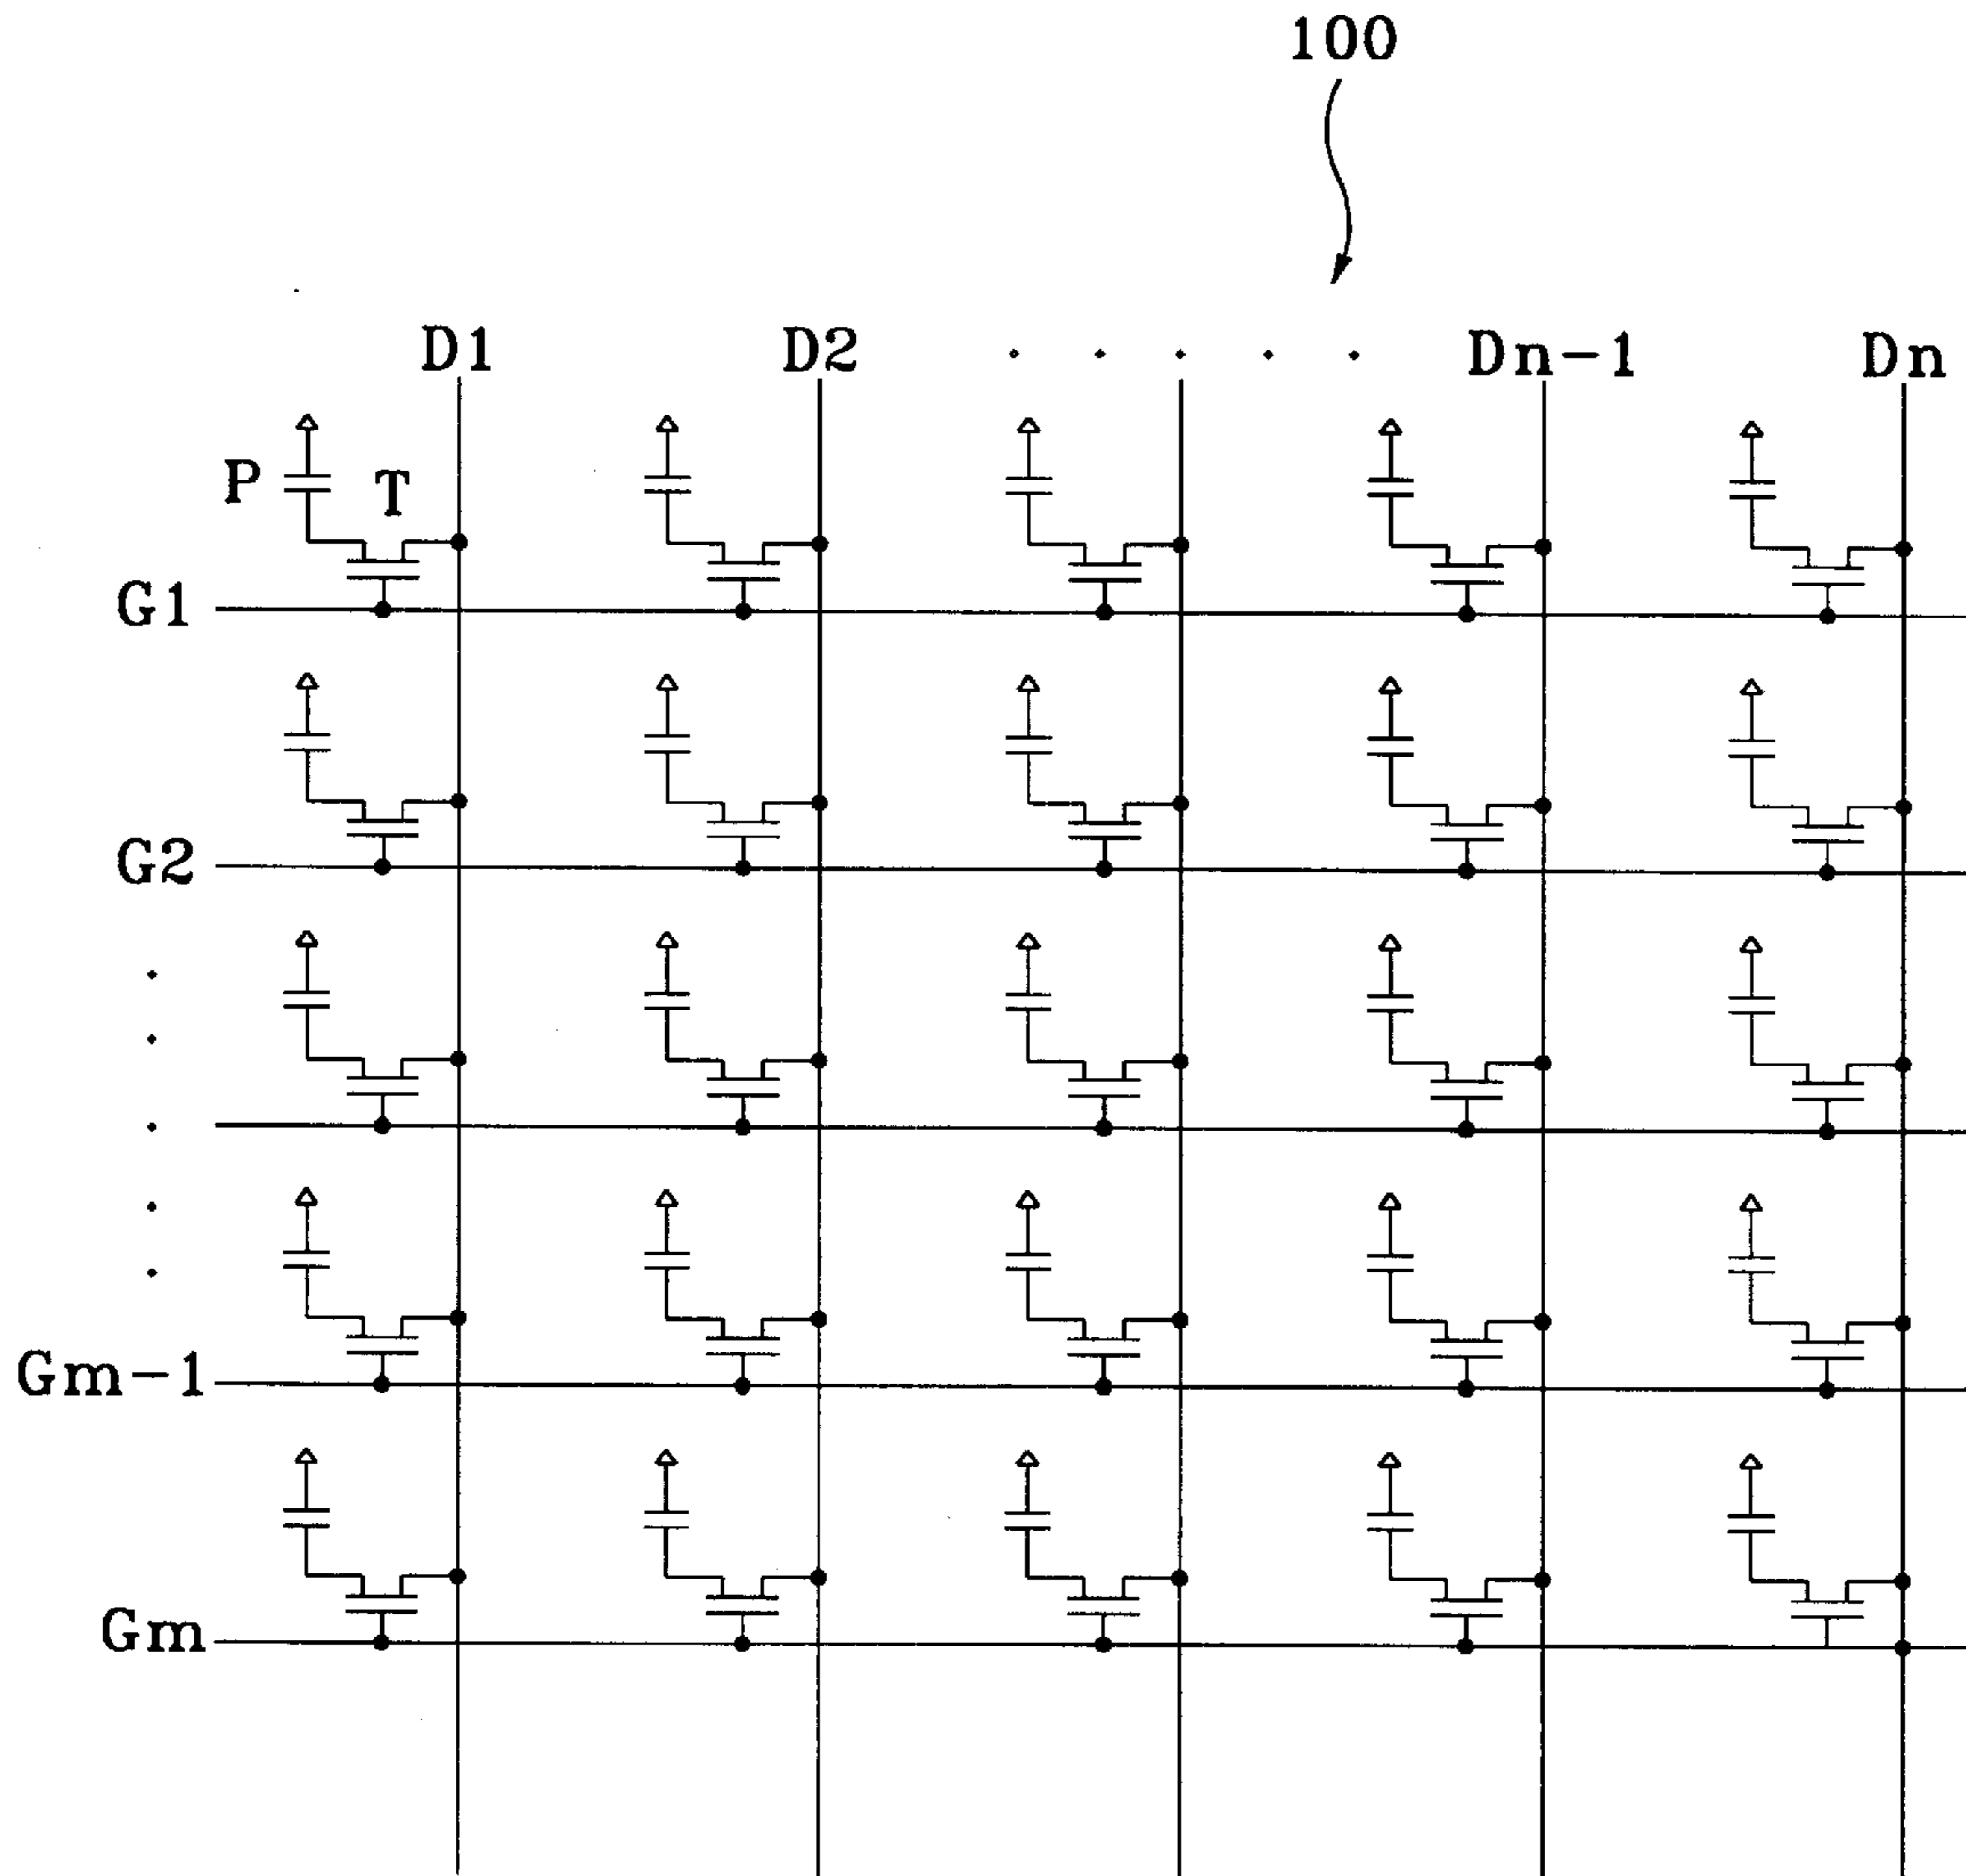 100
D1 D2 . . . . . Dn-1 Dn
P T
G1
G2
.
.
.
.
.
Gm-1
Gm